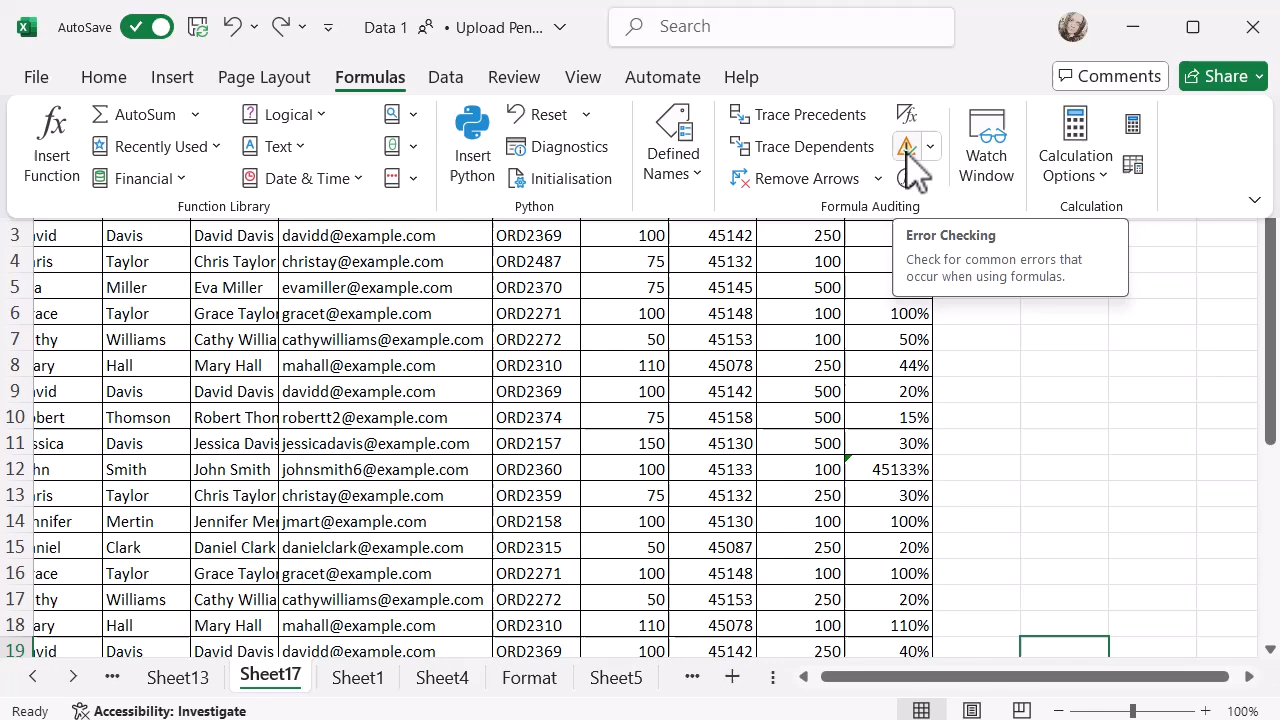 AutoSave Data 1 • Upload Pen... Search
File Home Insert Page Layout Formulas Data Review View Automate Help Comments Share
fx
Insert
Function
AutoSum
Recently Used
Financial
Logical
Text
Date & Time
Function Library
Insert
Python
Reset
Diagnostics
Initialisation
Python
Defined
Names
Trace Precedents
Trace Dependents
Remove Arrows
fx
Formula Auditing
Watch
Window
Calculation
Options
Calculation
Error Checking
Check for common errors that
occur when using formulas.
3 vid Davis David Davis davidd@example.com ORD2369 100 45142 250
4 ris Taylor Chris Taylor christay@example.com ORD2487 75 45132 100
5 a Miller Eva Miller evamiller@example.com ORD2370 75 45145 500
6 ace Taylor Grace Taylo gracet@example.com ORD2271 100 45148 100 100%
7 thy Williams Cathy Willia cathywilliams@example.com ORD2272 50 45153 100 50%
8 ary Hall Mary Hall mahall@example.com ORD2310 110 45078 250 44%
9 vid Davis David Davis davidd@example.com ORD2369 100 45142 500 20%
10 bert Thomson Robert Thon robertt2@example.com ORD2374 75 45158 500 15%
11 ssica Davis Jessica Davis jessicadavis@example.com ORD2157 150 45130 500 30%
12 hn Smith John Smith johnsmith6@example.com ORD2360 100 45133 100 45133%
13 ris Taylor Chris Taylor christay@example.com ORD2359 75 45132 250 30%
14 nnifer Mertin Jennifer Mer jmart@example.com ORD2158 100 45130 100 100%
15 niel Clark Daniel Clark danielclark@example.com ORD2315 50 45087 250 20%
16 ace Taylor Grace Taylo gracet@example.com ORD2271 100 45148 100 100%
17 thy Williams Cathy Willia cathywilliams@example.com ORD2272 50 45153 250 20%
18 ary Hall Mary Hall mahall@example.com ORD2310 110 45078 100 110%
19 vid Davis David Davis davidd@example.com ORD2369 100 45142 250 40%
Sheet13 Sheet17 Sheet1 Sheet4 Format Sheet5
Ready Accessibility: Investigate 100%